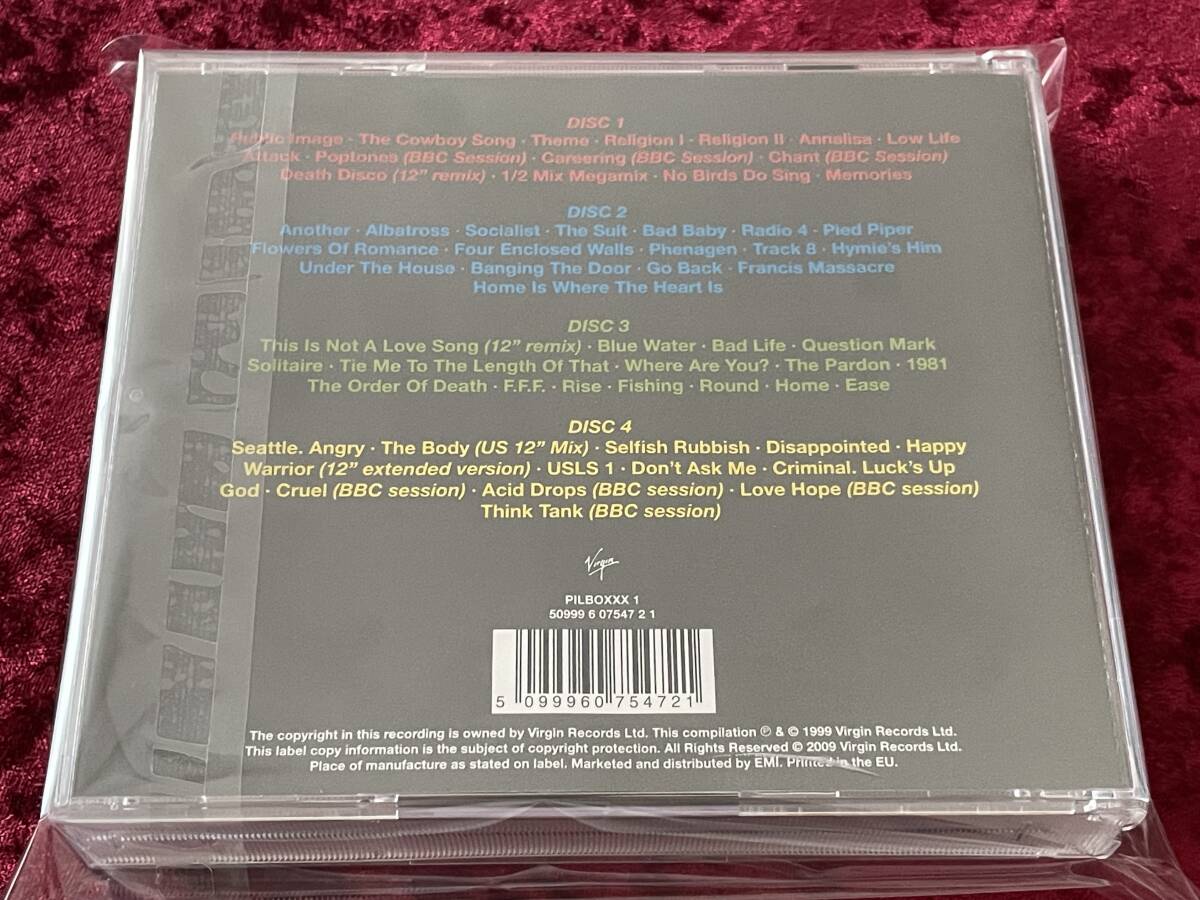 DISC 1
Public Image · The Cowboy Song · Theme · Religion I · Religion II · Annalisa · Low Life
Attack · Poptones (BBC Session) · Careering (BBC Session) · Chant (BBC Session)
Death Disco (12" remix) · 1/2 Mix Megamix · No Birds Do Sing · Memories
DISC 2
Another · Albatross · Socialist · The Suit · Bad Baby · Radio 4 · Pied Piper
Flowers Of Romance · Four Enclosed Walls · Phenagen · Track 8 · Hymie's Him
Under The House · Banging The Door · Go Back · Francis Massacre
Home Is Where The Heart Is
DISC 3
This Is Not A Love Song (12" remix) · Blue Water · Bad Life · Question Mark
Solitaire · Tie Me To The Length Of That · Where Are You? · The Pardon · 1981
The Order Of Death · F.F.F. · Rise · Fishing · Round · Home · Ease
DISC 4
Seattle. Angry · The Body (US 12" Mix) · Selfish Rubbish · Disappointed · Happy
Warrior (12" extended version) · USLS 1 · Don't Ask Me · Criminal. Luck's Up
God · Cruel (BBC session) · Acid Drops (BBC session) · Love Hope (BBC session)
Think Tank (BBC session)
Virgin
PILBOXXX 1
50999 6 07547 2 1
5 099960 754721
The copyright in this recording is owned by Virgin Records Ltd. This compilation ℗ & © 1999 Virgin Records Ltd.
This label copy information is the subject of copyright protection. All Rights Reserved © 2009 Virgin Records Ltd.
Place of manufacture as stated on label. Marketed and distributed by EMI. Printed in the EU.